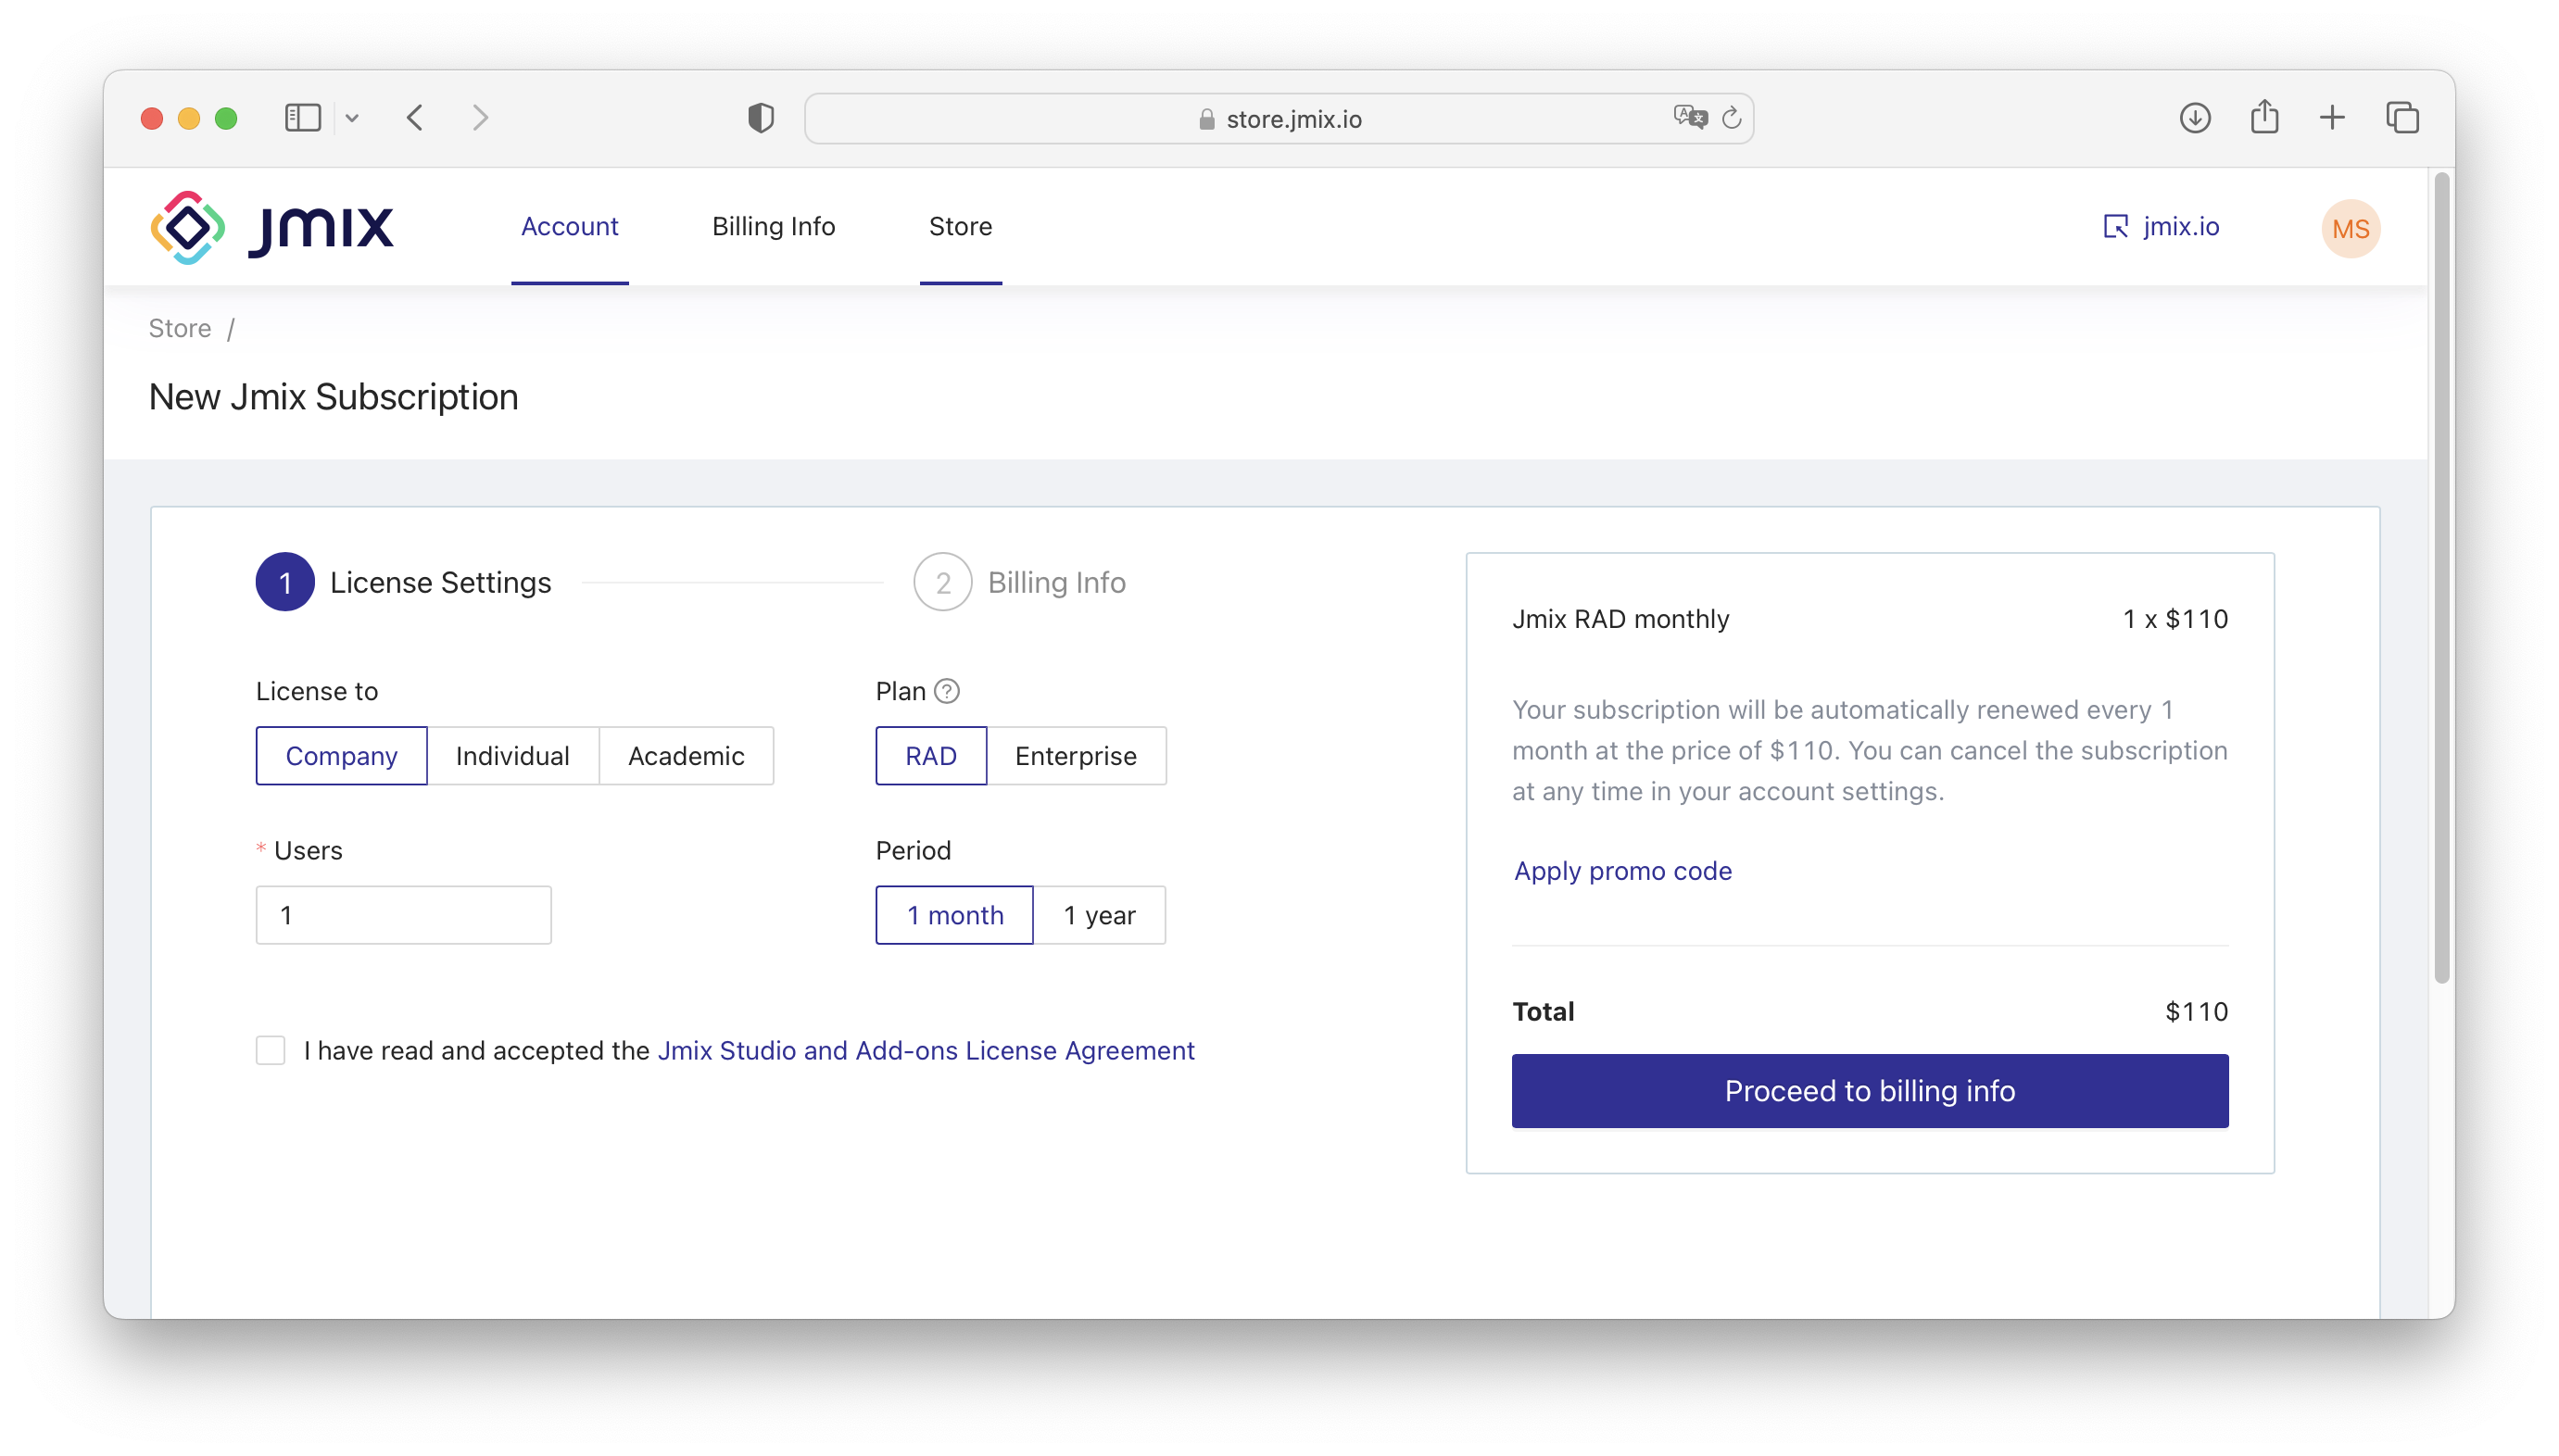 store.jmix.io
Jmix Account Billing Info Store jmix.io MS
Store /
New Jmix Subscription
1 License Settings 2 Billing Info
License to Plan ?
Company Individual Academic RAD Enterprise
* Users Period
1 1 month 1 year
I have read and accepted the Jmix Studio and Add-ons License Agreement
Jmix RAD monthly 1 x $110
Your subscription will be automatically renewed every 1
month at the price of $110. You can cancel the subscription
at any time in your account settings.
Apply promo code
Total $110
Proceed to billing info